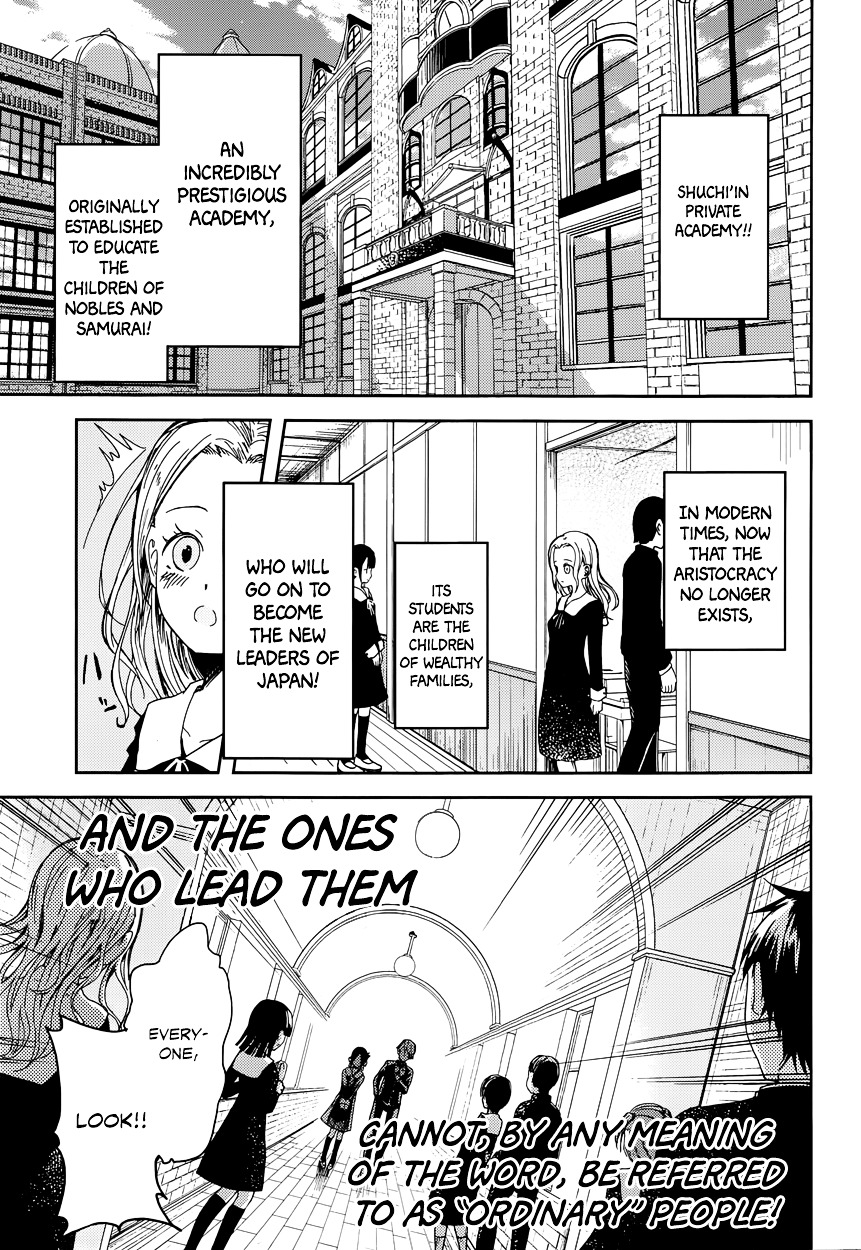 SHUCHI'IN
PRIVATE
ACADEMY!!
AN
INCREDIBLY
PRESTIGIOUS
ACADEMY,
ORIGINALLY
ESTABLISHED
TO EDUCATE
THE
CHILDREN OF
NOBLES AND
SAMURAI!
IN MODERN
TIMES, NOW
THAT THE
ARISTOCRACY
NO LONGER
EXISTS,
ITS
STUDENTS
ARE THE
CHILDREN
OF WEALTHY
FAMILIES,
WHO WILL
GO ON TO
BECOME
THE NEW
LEADERS OF
JAPAN!
AND THE ONES
WHO LEAD THEM
EVERY-
ONE,
LOOK!!
CANNOT, BY ANY MEANING
OF THE WORD, BE REFERRED
TO AS "ORDINARY" PEOPLE!